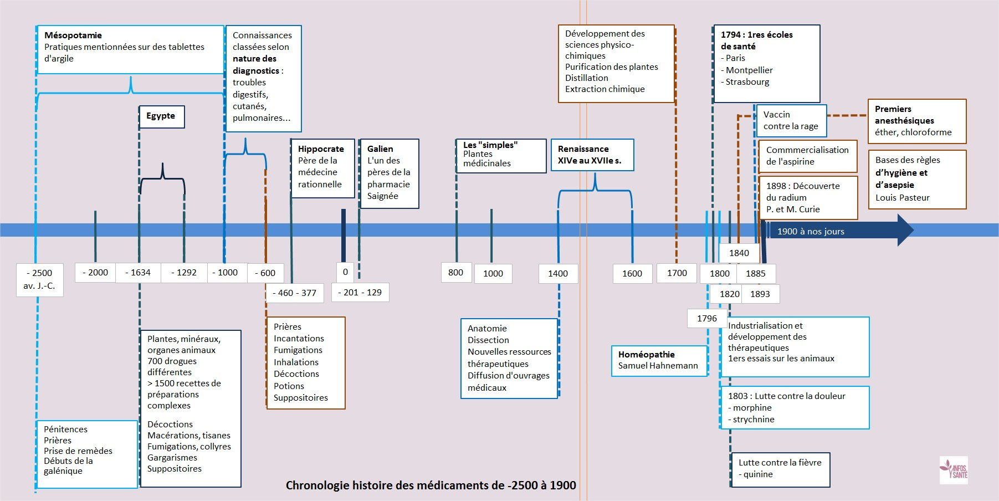 Mésopotamie
Pratiques mentionnées sur des tablettes
d'argile
Connaissances
classées selon
nature des
diagnostics :
troubles
digestifs,
cutanés,
pulmonaires...
Egypte
Hippocrate
Père de la
médecine
rationnelle
Galien
L'un des
pères de la
pharmacie
Saignée
Les "simples"
Plantes
médicinales
Renaissance
XIVe au XVIIe s.
Développement des
sciences physico-
chimiques
Purification des plantes
Distillation
Extraction chimique
1794 : 1res écoles
de santé
- Paris
- Montpellier
- Strasbourg
Vaccin
contre la rage
Premiers
anesthésiques
éther, chloroforme
Commmercialisation
de l'aspirine
Bases des règles
d’hygiène et
d’asepsie
Louis Pasteur
1898 : Découverte
du radium
P. et M. Curie
1900 à nos jours
- 2500
av. J.-C.
- 2000
- 1634
- 1292
- 1000
- 600
- 460 - 377
0
- 201 - 129
800
1000
1400
1600
1700
1800
1840
1885
1820
1893
1796
Pénitences
Prières
Prise de remèdes
Débuts de la
galénique
Plantes, minéraux,
organes animaux
700 drogues
différentes
> 1500 recettes de
préparations
complexes
Décoctions
Macérations, tisanes
Fumigations, collyres
Gargarismes
Suppositoires
Prières
Incantations
Fumigations
Inhalations
Décoctions
Potions
Suppositoires
Anatomie
Dissection
Nouvelles ressources
thérapeutiques
Diffusion d'ouvrages
médicaux
Homéopathie
Samuel Hahnemann
Industrialisation et
développement des
thérapeutiques
1ers essais sur les animaux
1803 : Lutte contre la douleur
- morphine
- strychnine
Lutte contre la fièvre
- quinine
Chronologie histoire des médicaments de -2500 à 1900
INFOS
SANTÉ